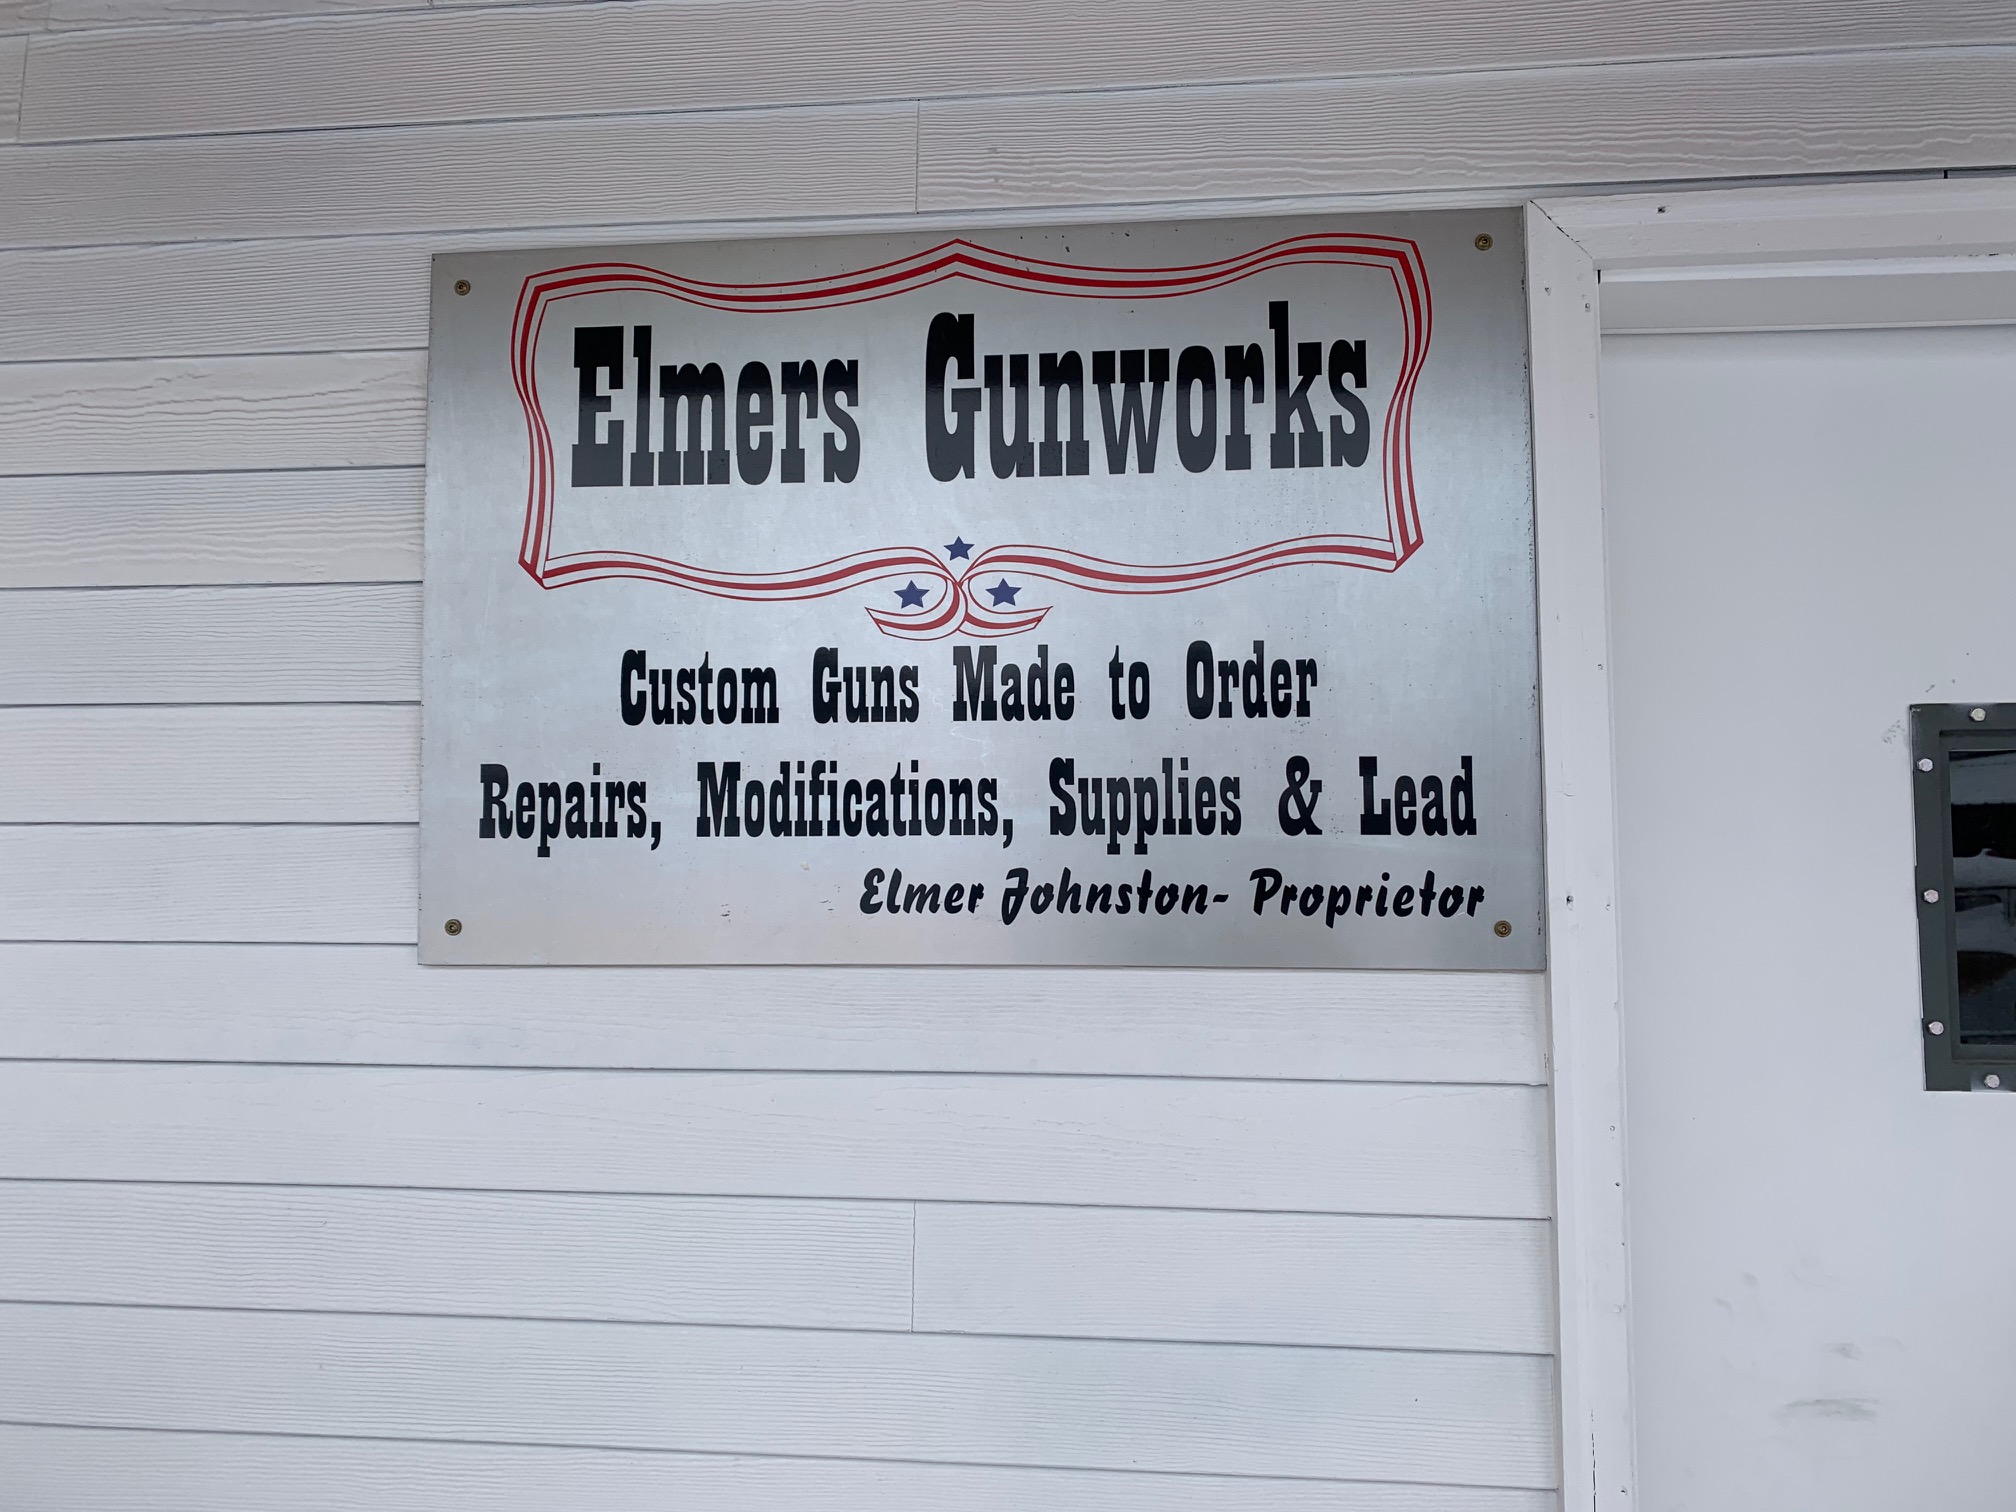 Elmers Gunworks
Custom Guns Made to Order
Repairs, Modifications, Supplies & Lead
Elmer Johnston- Proprietor